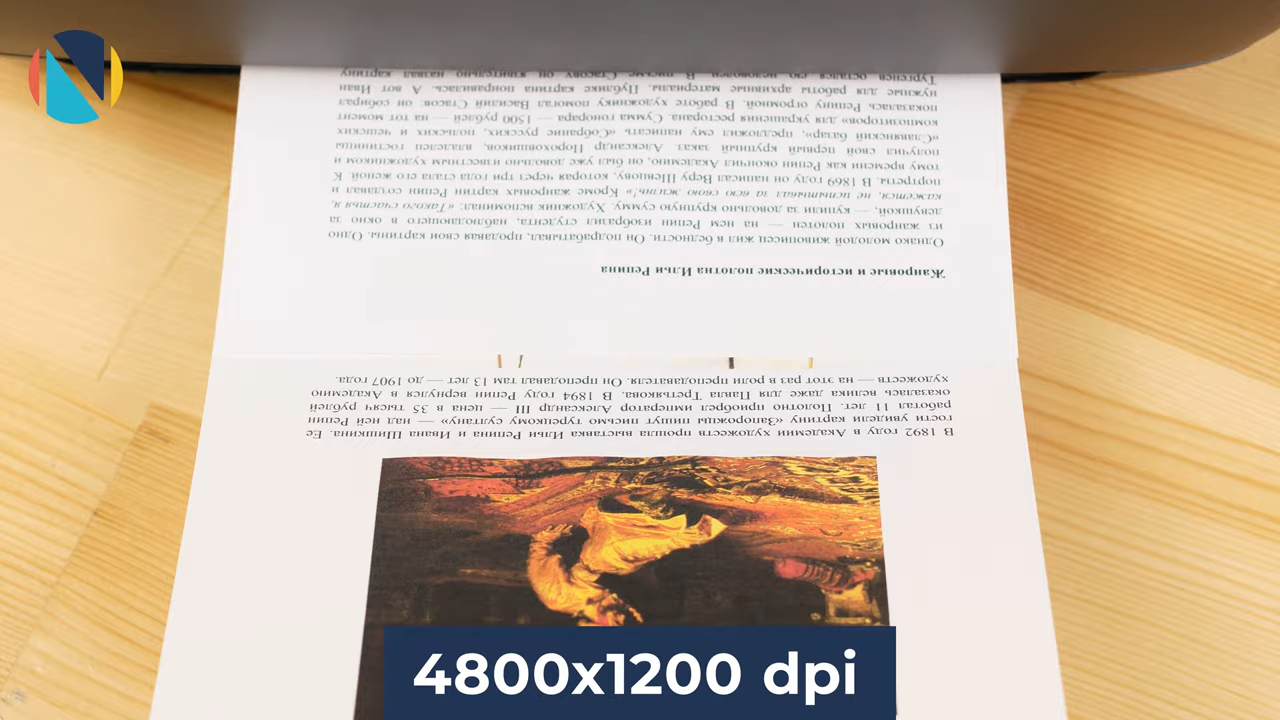 Жанровые и исторические полотна Ильи Репина
Однако молодой живописец жил в бедности. Он подрабатывал, продавая свои картины. Одно
из жанровых полотен — на нем Репин изобразил студента, наблюдающего в окно за
девушкой, — купили за довольно крупную сумму. Художник вспоминал: «Такого счастья я,
кажется, не испытывал за всю свою жизнь!» Кроме жанровых картин Репин создавал и
портреты. В 1869 году он написал Веру Шевцову, которая через три года стала его женой. К
тому времени как Репин окончил Академию, он был уже довольно известным художником и
получил свой первый крупный заказ. Александр Пороховщиков, владелец гостиницы
«Славянский базар», предложил ему написать «Собрание русских, польских и чешских
композиторов» для украшения ресторана. Сумма гонорара — 1500 рублей — на тот момент
показалась Репину огромной. В работе художнику помогал Василий Стасов: он собирал
нужные для работы архивные материалы. Публике картина понравилась. А вот Иван
Тургенев остался ею недоволен. В письме Стасову он язвительно назвал картину
В 1892 году в Академии художеств прошла выставка Ильи Репина и Ивана Шишкина. Ее
гости увидели картину «Запорожцы пишут письмо турецкому султану» — над ней Репин
работал 11 лет. Полотно приобрел император Александр III — цена в 35 тысяч рублей
оказалась велика даже для Павла Третьякова. В 1894 году Репин вернулся в Академию
художеств — на этот раз в роли преподавателя. Он преподавал там 13 лет — до 1907 года.
4800x1200 dpi